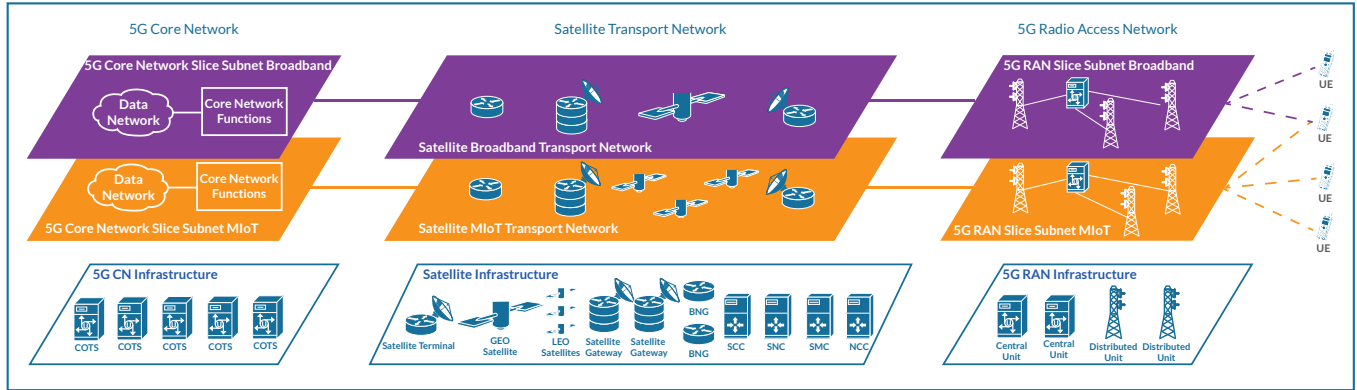 5G Core Network
Satellite Transport Network
5G Radio Access Network
5G Core Network Slice Subnet Broadband
Data
Network
Core Network
Functions
Satellite Broadband Transport Network
5G RAN Slice Subnet Broadband
UE
UE
Data
Network
Core Network
Functions
5G Core Network Slice Subnet MIoT
Satellite MIoT Transport Network
5G RAN Slice Subnet MIoT
UE
UE
5G CN Infrastructure
COTS
COTS
COTS
COTS
COTS
Satellite Infrastructure
Satellite Terminal
GEO
Satellite
LEO
Satellites
Satellite
Gateway
Satellite
Gateway
BNG
BNG
SCC
SNC
SMC
NCC
5G RAN Infrastructure
Central
Unit
Central
Unit
Distributed
Unit
Distributed
Unit